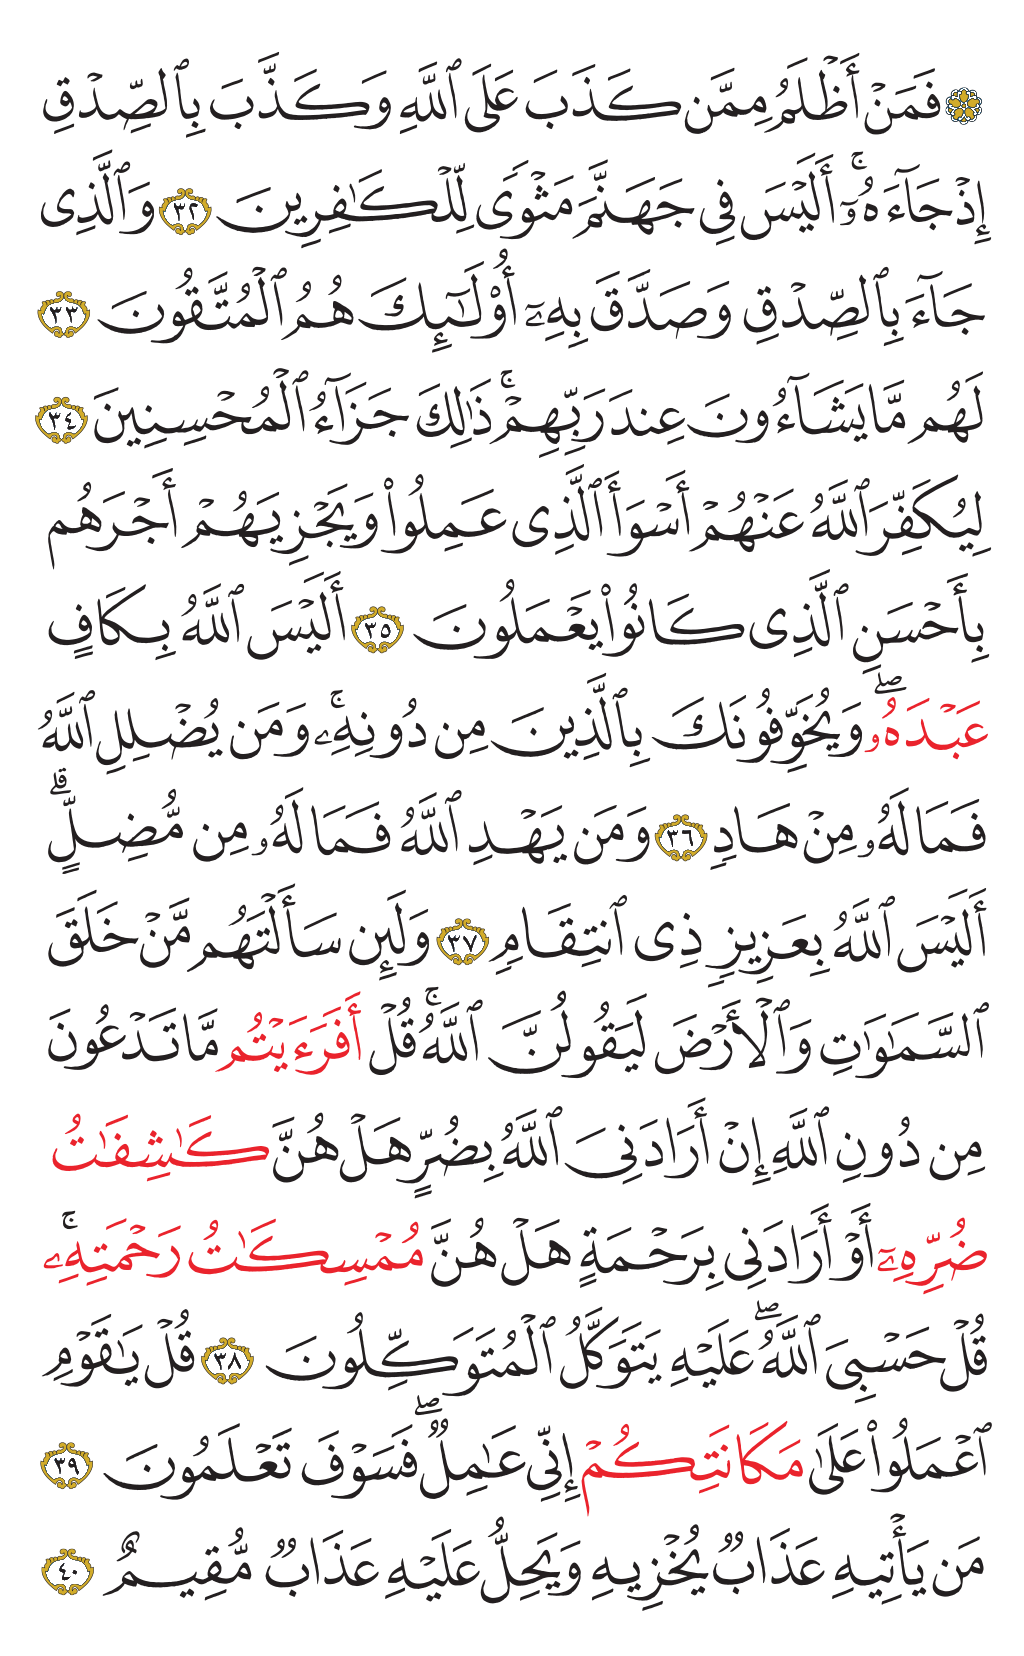 ۞ فَمَنۡ أَظۡلَمُ مِمَّن كَذَبَ عَلَى ٱللَّهِ وَكَذَّبَ بِٱلصِّدۡقِ
إِذۡ جَآءَهُۥٓۚ أَلَيۡسَ فِي جَهَنَّمَ مَثۡوٗى لِّلۡكَٰفِرِينَ ٣٢ وَٱلَّذِي
جَآءَ بِٱلصِّدۡقِ وَصَدَّقَ بِهِۦٓ أُوْلَٰٓئِكَ هُمُ ٱلۡمُتَّقُونَ ٣٣
لَهُم مَّا يَشَآءُونَ عِندَ رَبِّهِمۡۚ ذَٰلِكَ جَزَآءُ ٱلۡمُحۡسِنِينَ ٣٤
لِيُكَفِّرَ ٱللَّهُ عَنۡهُمۡ أَسۡوَأَ ٱلَّذِي عَمِلُواْ وَيَجۡزِيَهُمۡ أَجۡرَهُم
بِأَحۡسَنِ ٱلَّذِي كَانُواْ يَعۡمَلُونَ ٣٥ أَلَيۡسَ ٱللَّهُ بِكَافٍ
عَبۡدَهُۥۖ وَيُخَوِّفُونَكَ بِٱلَّذِينَ مِن دُونِهِۦۚ وَمَن يُضۡلِلِ ٱللَّهُ
فَمَا لَهُۥ مِنۡ هَادٖ ٣٦ وَمَن يَهۡدِ ٱللَّهُ فَمَا لَهُۥ مِن مُّضِلٍّۗ
أَلَيۡسَ ٱللَّهُ بِعَزِيزٖ ذِي ٱنتِقَامٖ ٣٧ وَلَئِن سَأَلۡتَهُم مَّنۡ خَلَقَ
ٱلسَّمَٰوَٰتِ وَٱلۡأَرۡضَ لَيَقُولُنَّ ٱللَّهُۚ قُلۡ أَفَرَءَيۡتُم مَّا تَدۡعُونَ
مِن دُونِ ٱللَّهِ إِنۡ أَرَادَنِيَ ٱللَّهُ بِضُرٍّ هَلۡ هُنَّ كَٰشِفَٰتُ
ضُرِّهِۦٓ أَوۡ أَرَادَنِي بِرَحۡمَةٍ هَلۡ هُنَّ مُمۡسِكَٰتُ رَحۡمَتِهِۦۚ
قُلۡ حَسۡبِيَ ٱللَّهُۖ عَلَيۡهِ يَتَوَكَّلُ ٱلۡمُتَوَكِّلُونَ ٣٨ قُلۡ يَٰقَوۡمِ
ٱعۡمَلُواْ عَلَىٰ مَكَانَتِكُمۡ إِنِّي عَٰمِلٞۖ فَسَوۡفَ تَعۡلَمُونَ ٣٩
مَن يَأۡتِيهِ عَذَابٞ يُخۡزِيهِ وَيَحِلُّ عَلَيۡهِ عَذَابٞ مُّقِيمٌ ٤٠